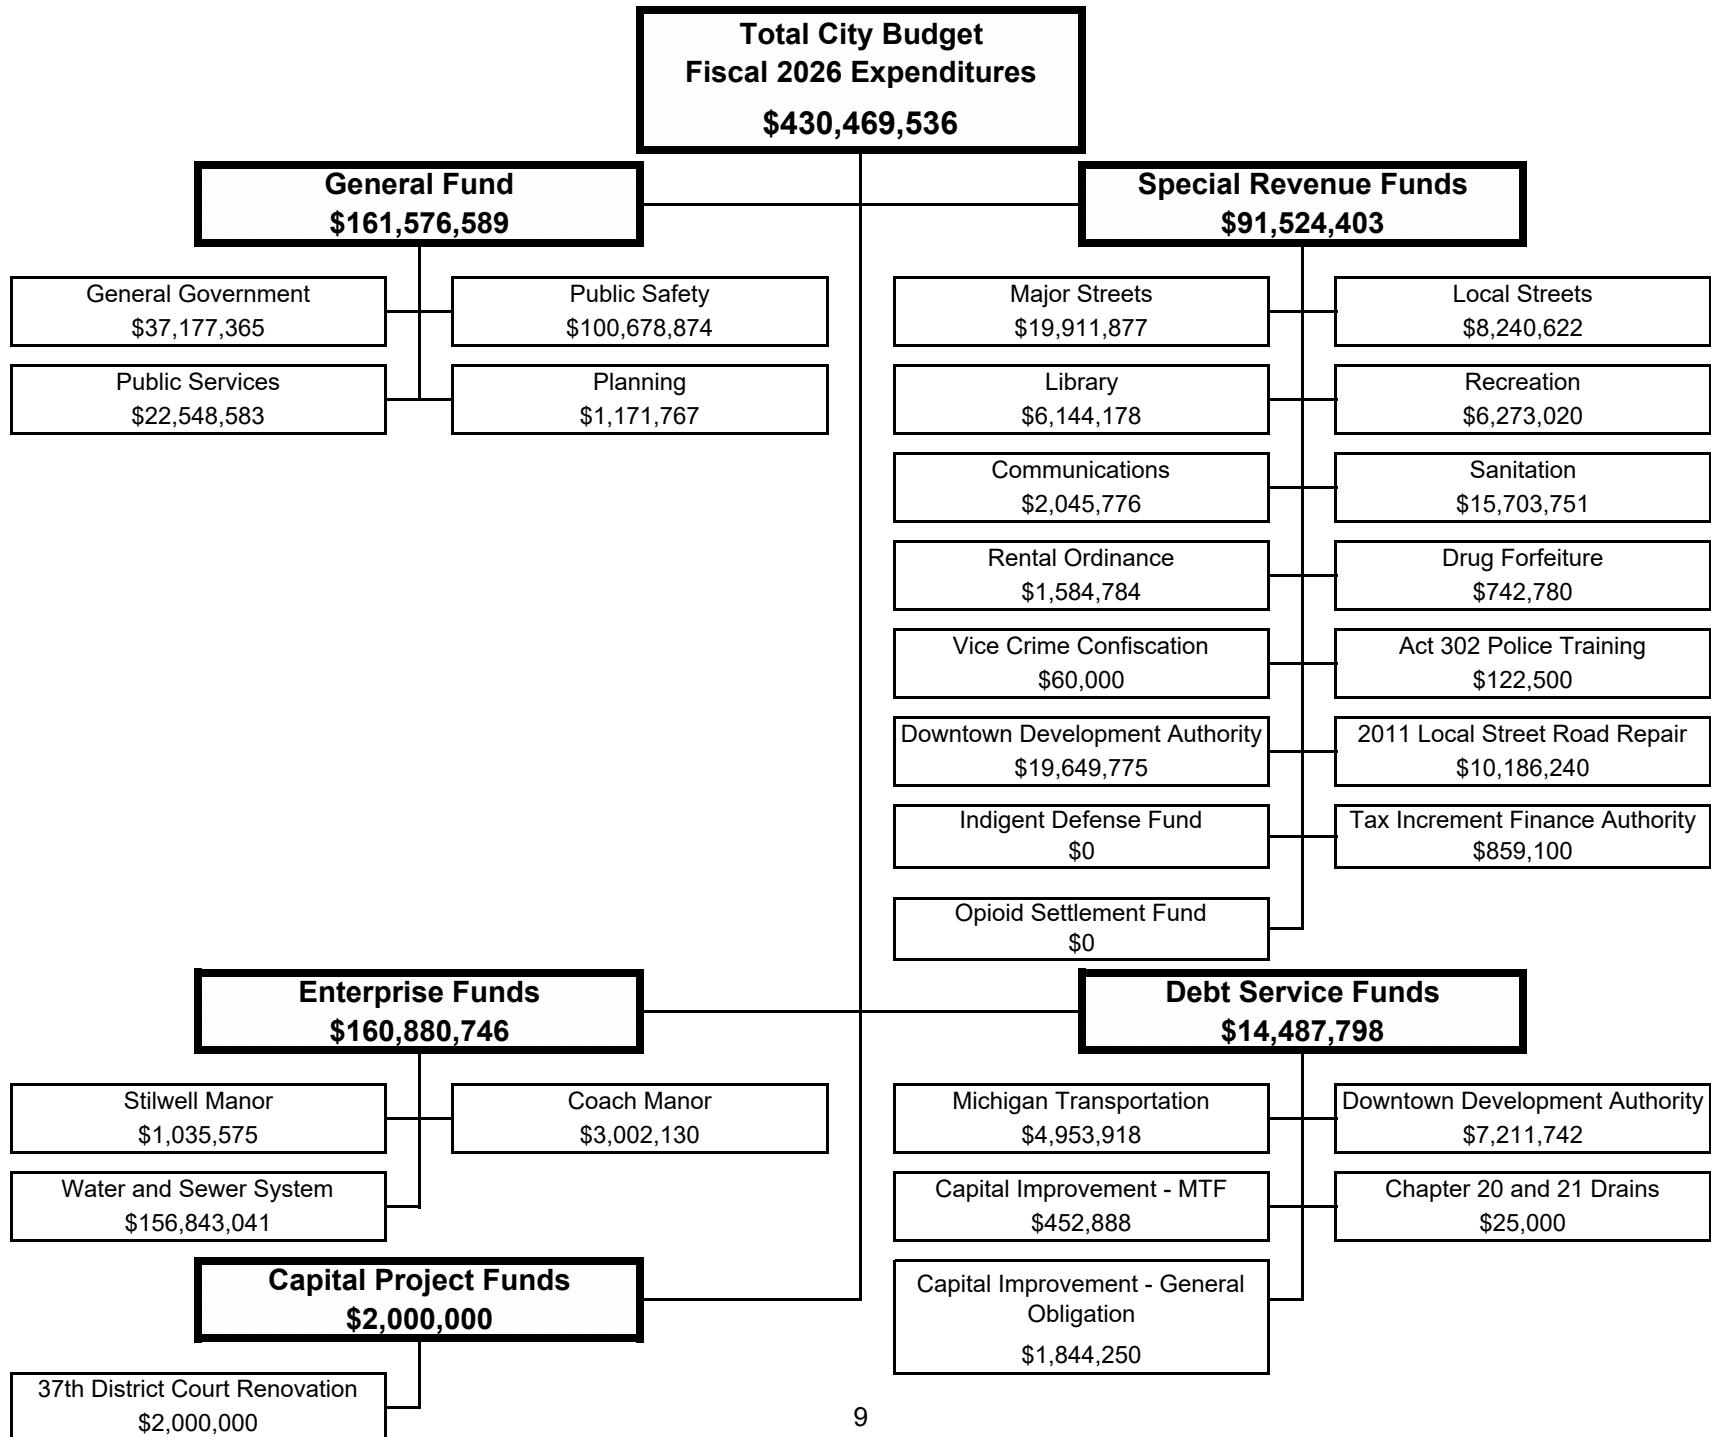 Total City Budget
Fiscal 2026 Expenditures
$430,469,536
General Fund
$161,576,589
Special Revenue Funds
$91,524,403
General Government
$37,177,365
Public Safety
$100,678,874
Public Services
$22,548,583
Planning
$1,171,767
Major Streets
$19,911,877
Local Streets
$8,240,622
Library
$6,144,178
Recreation
$6,273,020
Communications
$2,045,776
Sanitation
$15,703,751
Rental Ordinance
$1,584,784
Drug Forfeiture
$742,780
Vice Crime Confiscation
$60,000
Act 302 Police Training
$122,500
Downtown Development Authority
$19,649,775
2011 Local Street Road Repair
$10,186,240
Indigent Defense Fund
$0
Tax Increment Finance Authority
$859,100
Opioid Settlement Fund
$0
Enterprise Funds
$160,880,746
Debt Service Funds
$14,487,798
Stilwell Manor
$1,035,575
Coach Manor
$3,002,130
Water and Sewer System
$156,843,041
Michigan Transportation
$4,953,918
Downtown Development Authority
$7,211,742
Capital Improvement - MTF
$452,888
Chapter 20 and 21 Drains
$25,000
Capital Improvement - General
Obligation
$1,844,250
Capital Project Funds
$2,000,000
37th District Court Renovation
$2,000,000
9